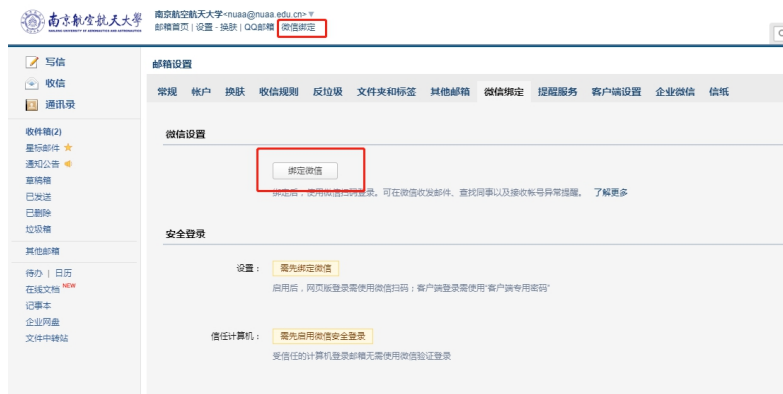 南京航空航天大学
南京航空航天大学<nuaa@nuaa.edu.cn>
邮箱首页 | 设置 - 换肤 | QQ邮箱 | 微信绑定
写信
收信
通讯录
收件箱(2)
星标邮件
通知公告
草稿箱
已发送
已删除
垃圾箱
其他邮箱
待办 | 日历
在线文档 NEW
记事本
企业网盘
文件中转站
邮箱设置
常规 帐户 换肤 收信规则 反垃圾 文件夹和标签 其他邮箱 微信绑定 提醒服务 客户端设置 企业微信 信纸
微信设置
绑定微信
绑定后，使用微信扫码登录。可在微信收发邮件、查找同事以及接收帐号异常提醒。 了解更多
安全登录
设置： 需先绑定微信
启用后，网页版登录需使用微信扫码；客户端登录需使用“客户端专用密码”
信任计算机： 需先启用微信安全登录
受信任的计算机登录邮箱无需使用微信验证登录